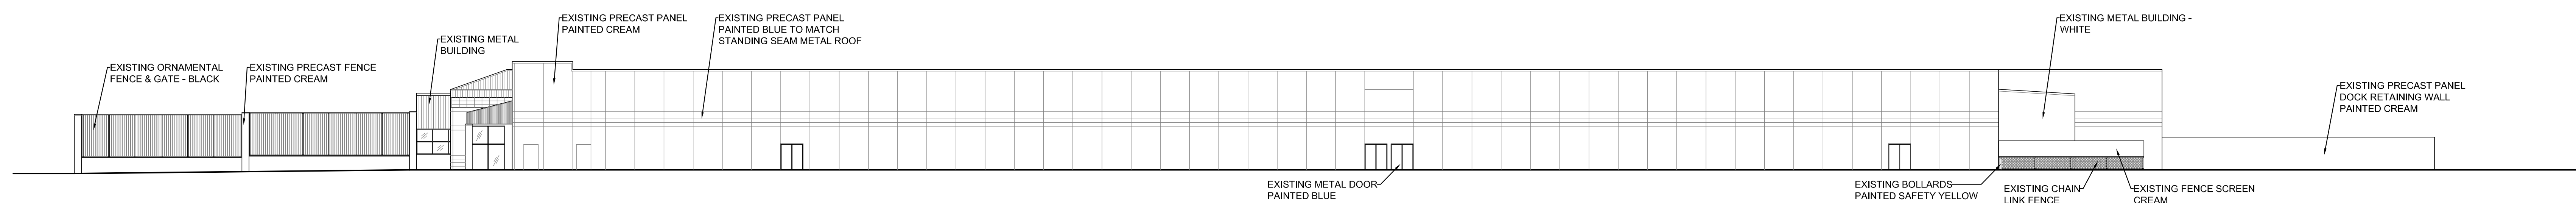 EXISTING ORNAMENTAL
FENCE & GATE - BLACK
EXISTING PRECAST FENCE
PAINTED CREAM
EXISTING METAL
BUILDING
EXISTING PRECAST PANEL
PAINTED CREAM
EXISTING PRECAST PANEL
PAINTED BLUE TO MATCH
STANDING SEAM METAL ROOF
EXISTING METAL DOOR
PAINTED BLUE
EXISTING BOLLARDS
PAINTED SAFETY YELLOW
EXISTING CHAIN
LINK FENCE
EXISTING FENCE SCREEN
CREAM
EXISTING METAL BUILDING -
WHITE
EXISTING PRECAST PANEL
DOCK RETAINING WALL
PAINTED CREAM